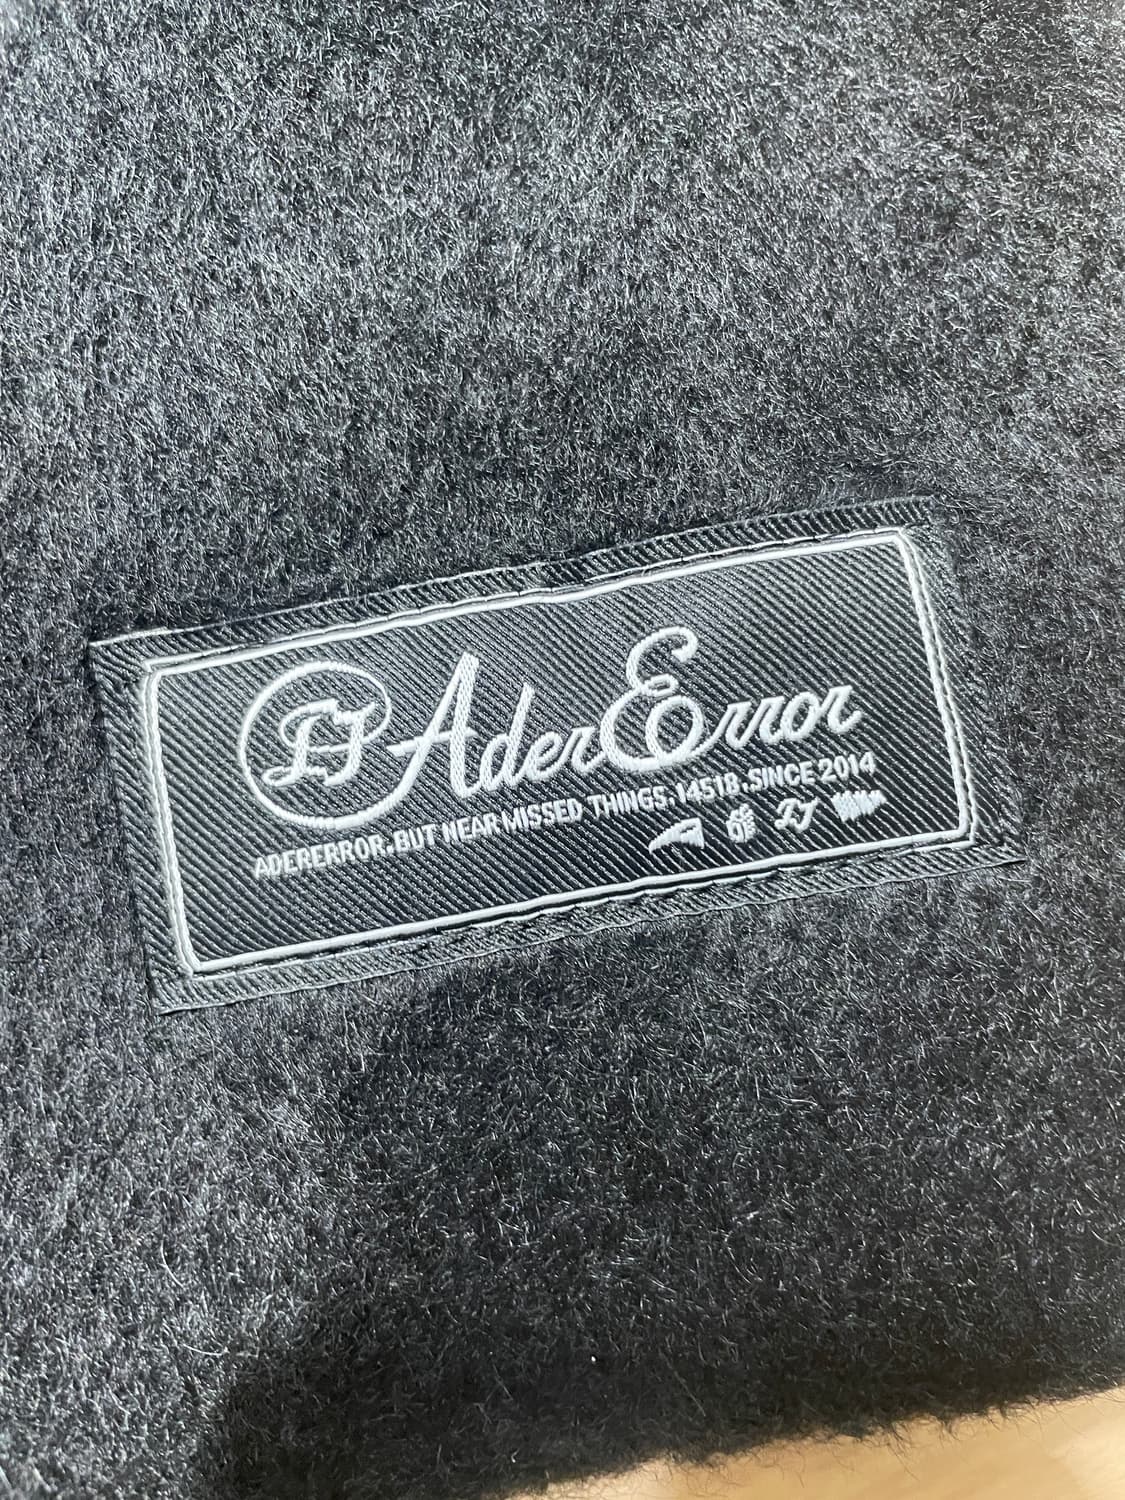 AderError
ADERERROR.BUT NEAR MISSED THINGS.14518.SINCE 2014